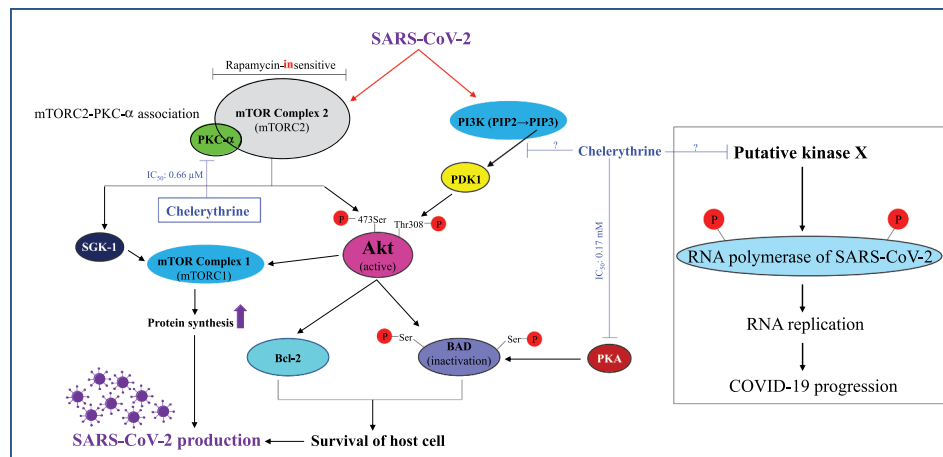 SARS-CoV-2
Rapamycin-insensitive
mTORC2-PKC-α association
mTOR Complex 2
(mTORC2)
PKC-α
PI3K (PIP2→PIP3)
IC50: 0.66 µM
Chelerythrine
PDK1
?
Chelerythrine
?
Putative kinase X
P
473Ser
Thr308
P
SGK-1
mTOR Complex 1
(mTORC1)
Akt
(active)
IC50: 0.17 mM
P
P
RNA polymerase of SARS-CoV-2
Protein synthesis
P
Ser
Ser
P
RNA replication
Bcl-2
BAD
(inactivation)
PKA
COVID-19 progression
SARS-CoV-2 production
Survival of host cell